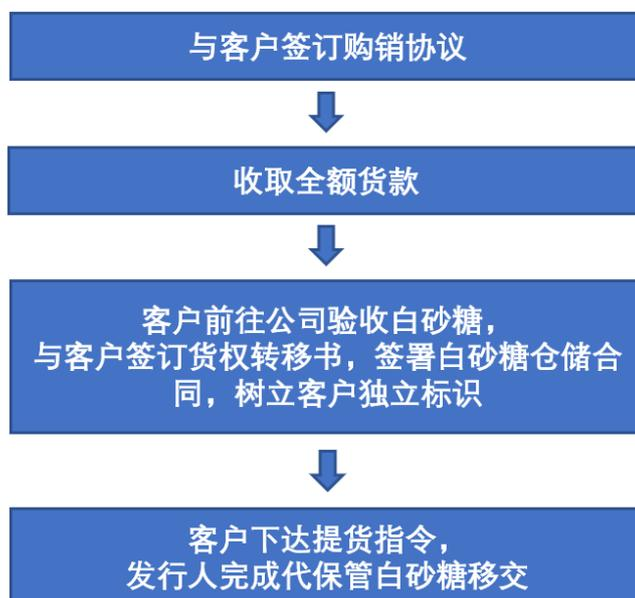 与客户签订购销协议
收取全额货款
客户前往公司验收白砂糖，
与客户签订货权转移书，签署白砂糖仓储合
同，树立客户独立标识
客户下达提货指令，
发行人完成代保管白砂糖移交